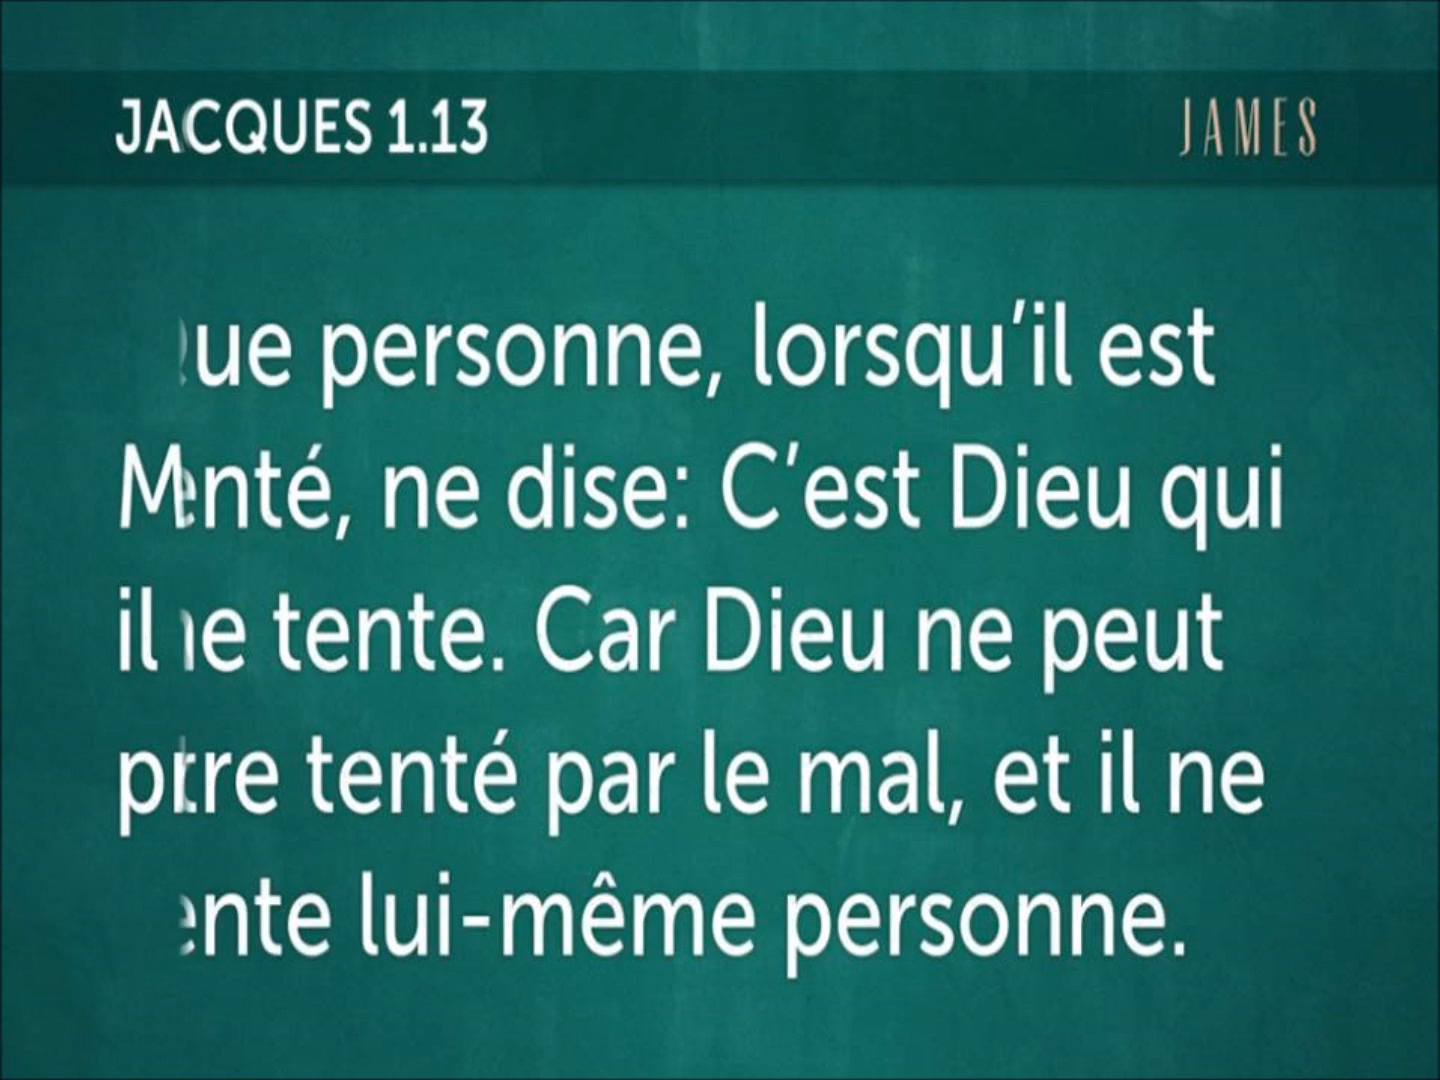 JACQUES 1.13
JAMES
ue personne, lorsqu’il est
nté, ne dise: C’est Dieu qui
il e tente. Car Dieu ne peut
re tenté par le mal, et il ne
ente lui-même personne.